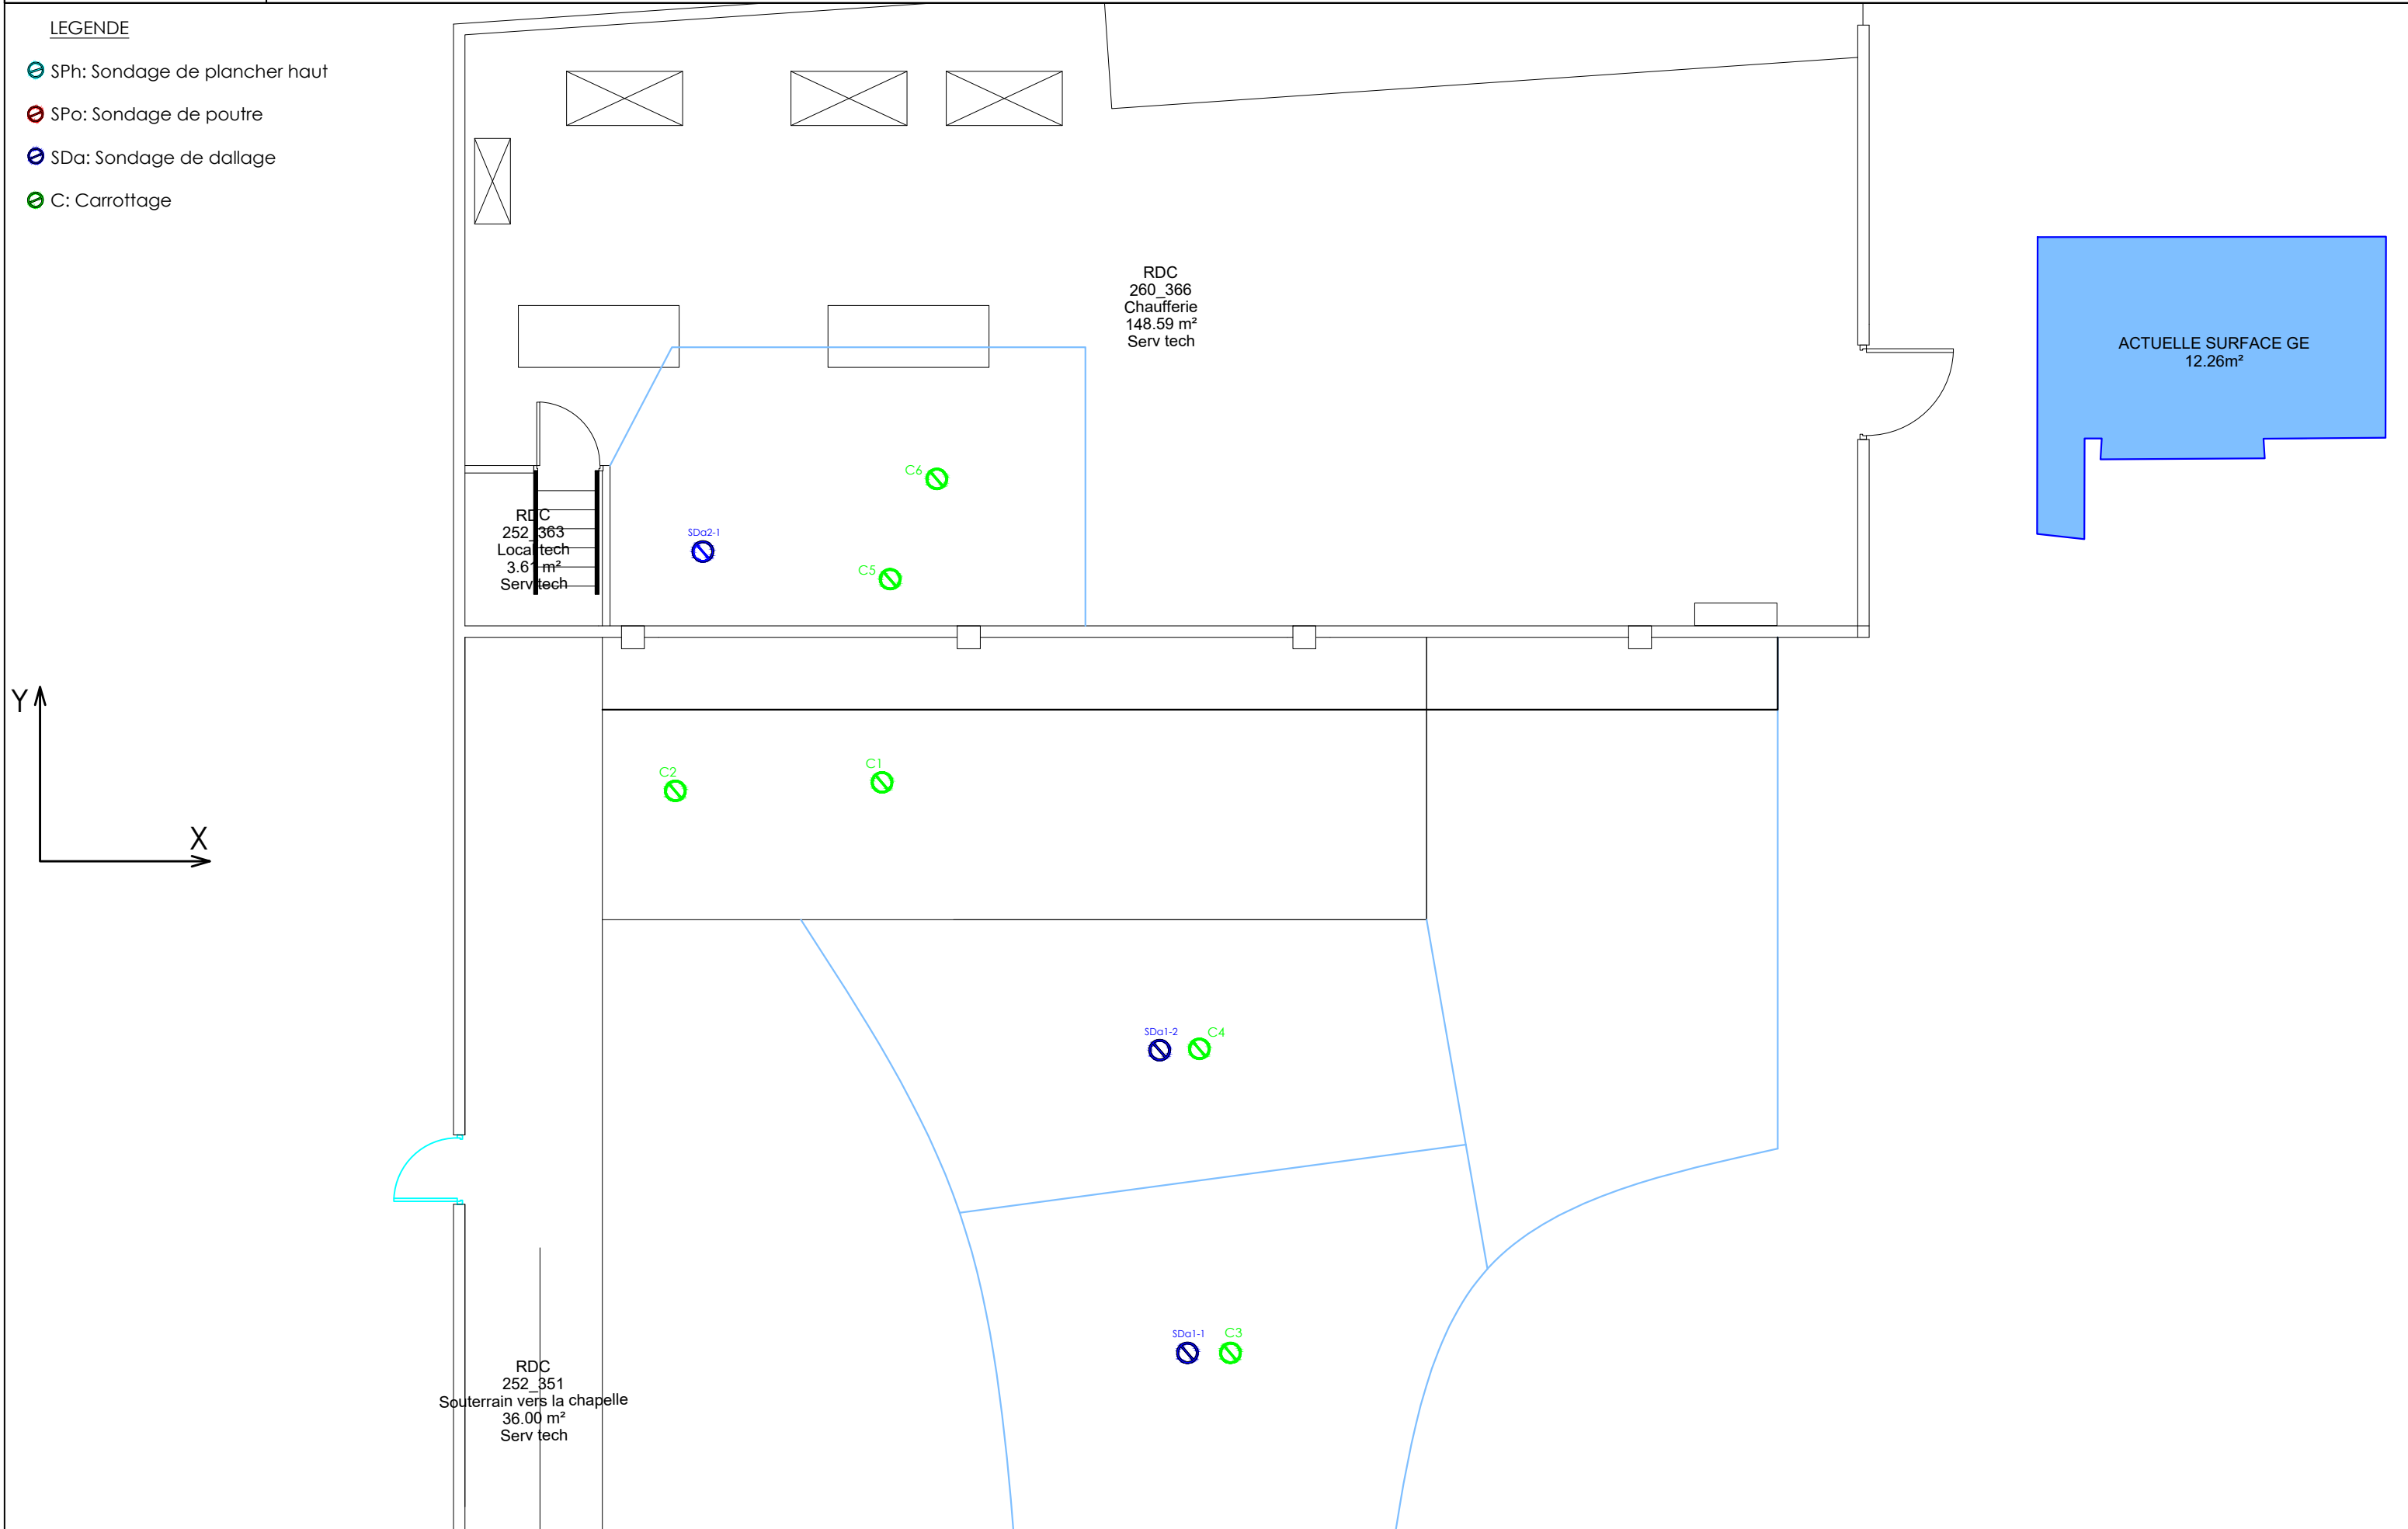 LEGENDE
SPh: Sondage de plancher haut
SPo: Sondage de poutre
SDa: Sondage de dallage
C: Carrottage
RDC
260_366
Chaufferie
148.59 m²
Serv tech
ACTUELLE SURFACE GE
12.26m²
C6
SDa2-1
C5
RDC
252_363
Local tech
3.61 m²
Serv tech
Y
X
C2
C1
SDa1-2
C4
SDa1-1
C3
RDC
252_351
Souterrain vers la chapelle
36.00 m²
Serv tech